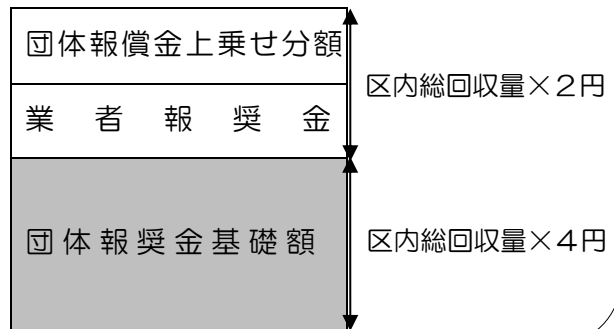 団体報償金上乗せ分額
区内総回収量×２円
業者報奨金
団体報奨金基礎額
区内総回収量×４円